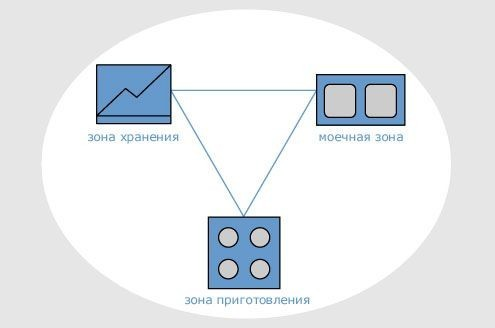 зона хранения
моечная зона
зона приготовления